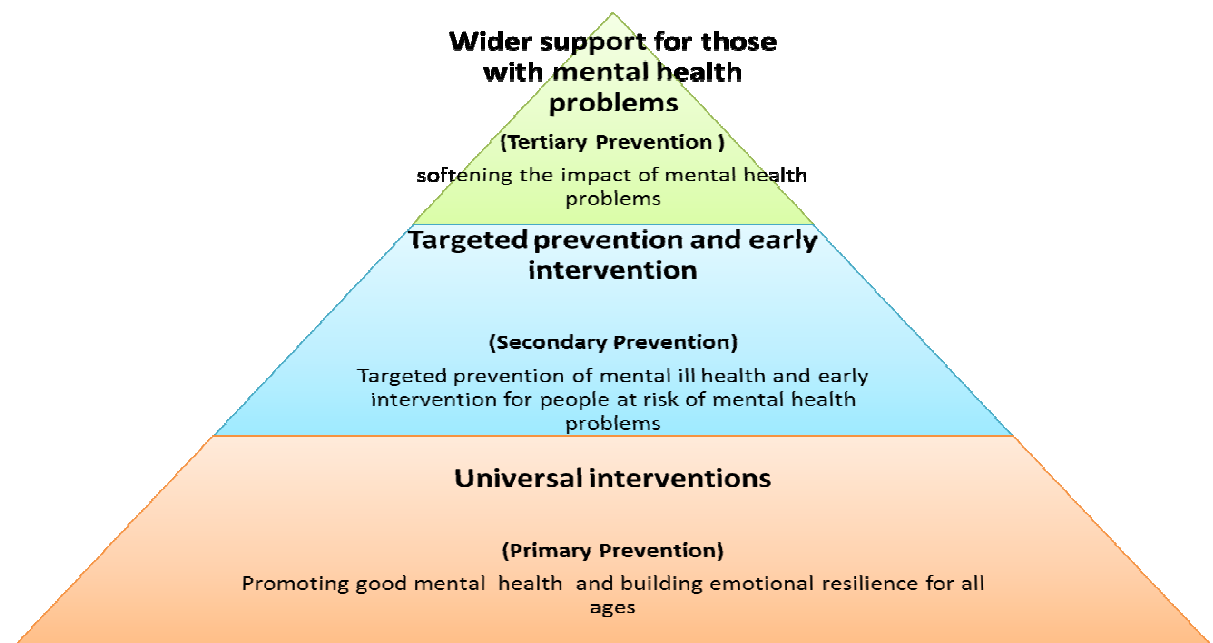 Wider support for those
with mental health
problems
(Tertiary Prevention )
softening the impact of mental health
problems
Targeted prevention and early
intervention
(Secondary Prevention)
Targeted prevention of mental ill health and early
intervention for people at risk of mental health
problems
Universal interventions
(Primary Prevention)
Promoting good mental health and building emotional resilience for all
ages